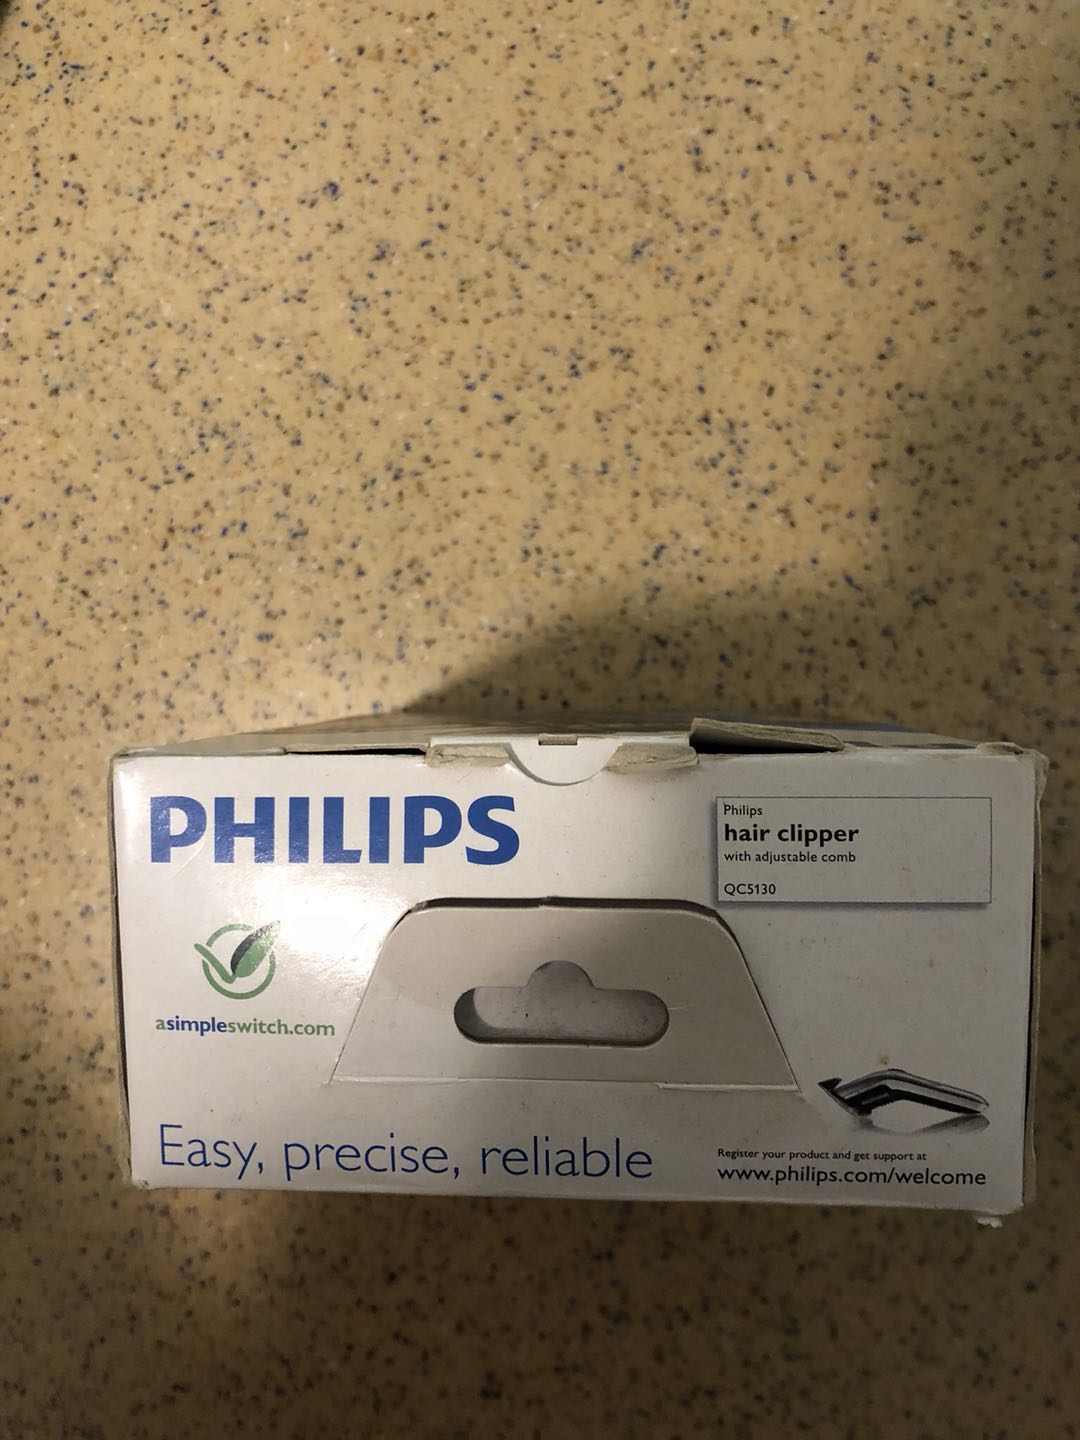 PHILIPS
Philips
hair clipper
with adjustable comb
QC5130
asimpleswitch.com
Easy, precise, reliable
Register your product and get support at
www.philips.com/welcome